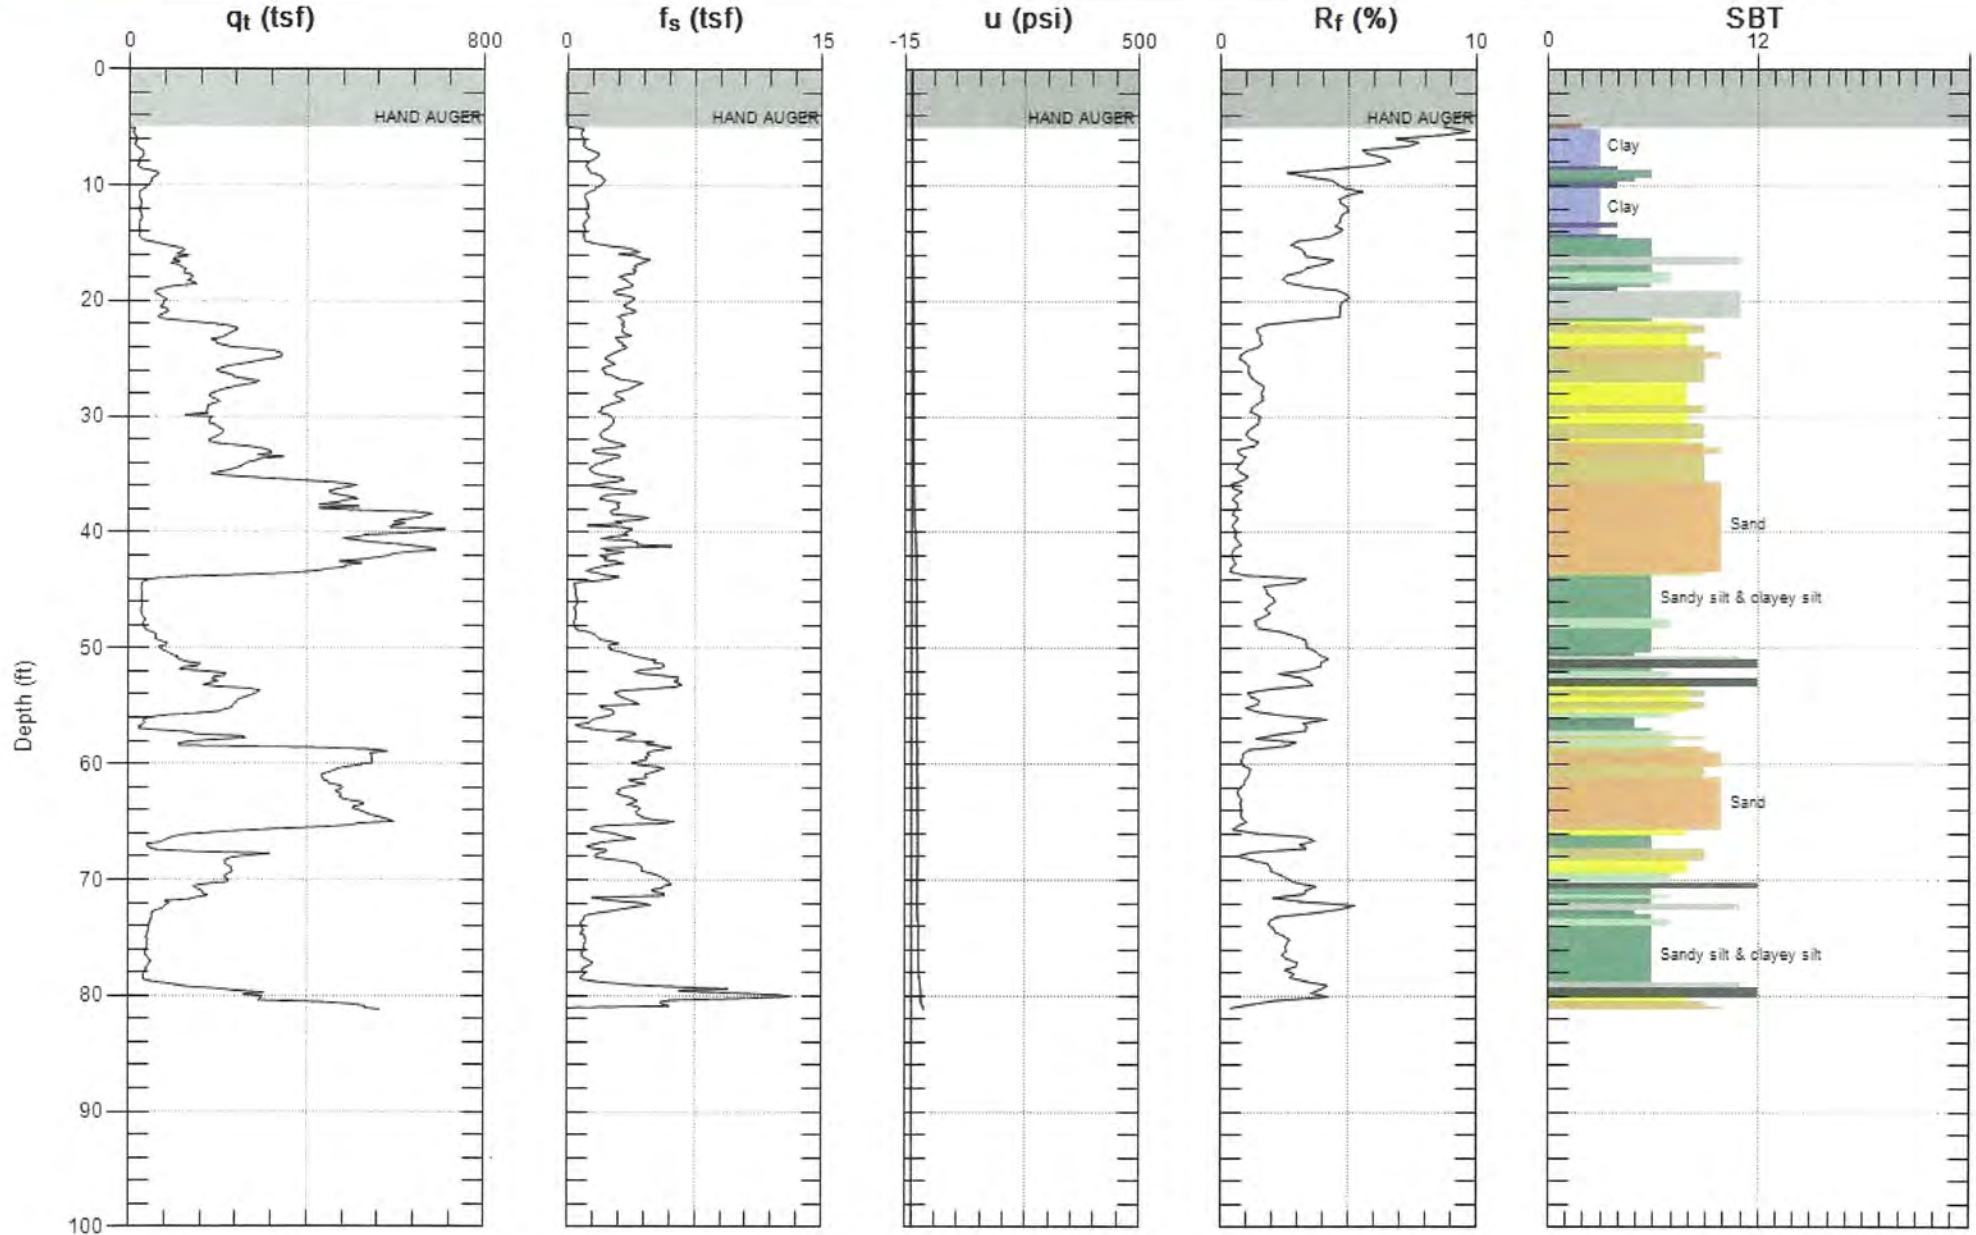 qt (tsf) fs (tsf) u (psi) Rf (%) SBT
0 800 0 15 -15 500 0 10 0 12
0
HAND AUGER HAND AUGER HAND AUGER HAND AUGER
Clay
10
Clay
20
30
Sand
40
Sandy silt & clayey silt
50
Depth (ft)
60
Sand
70
Sandy silt & clayey silt
80
90
100